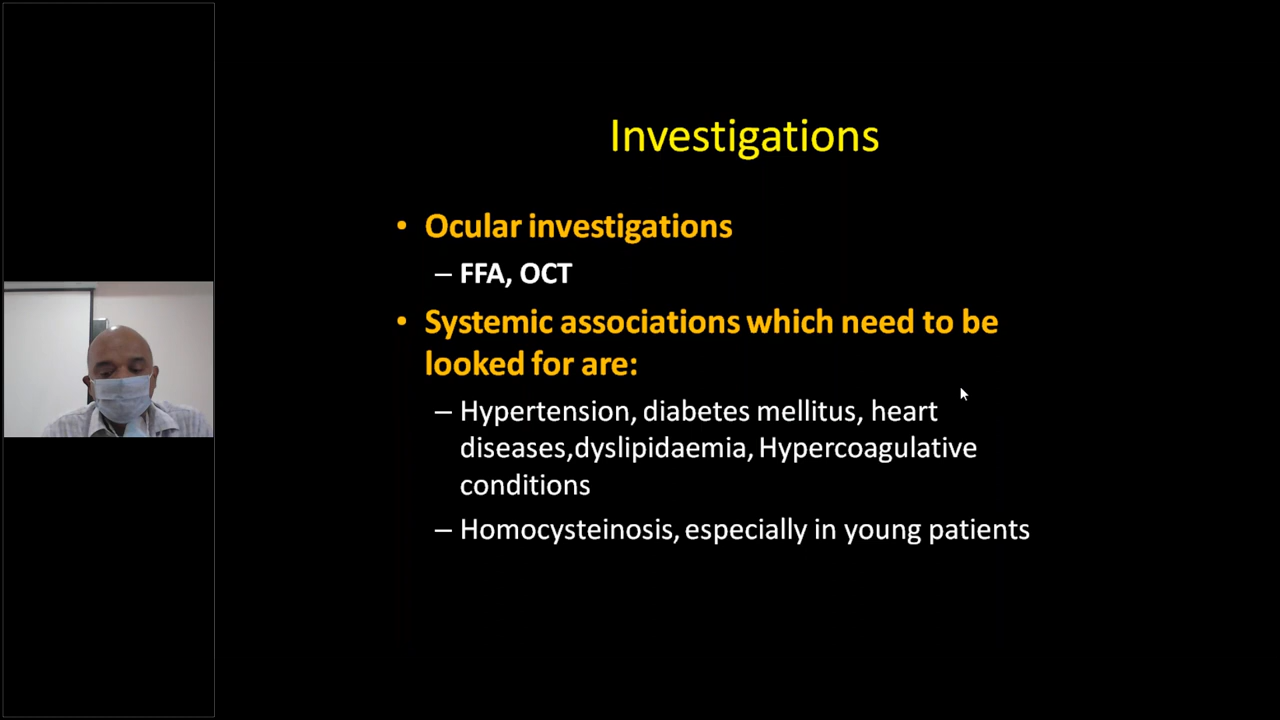 Investigations
• Ocular investigations
– FFA, OCT
• Systemic associations which need to be
looked for are:
– Hypertension, diabetes mellitus, heart
diseases,dyslipidaemia, Hypercoagulative
conditions
– Homocysteinosis, especially in young patients